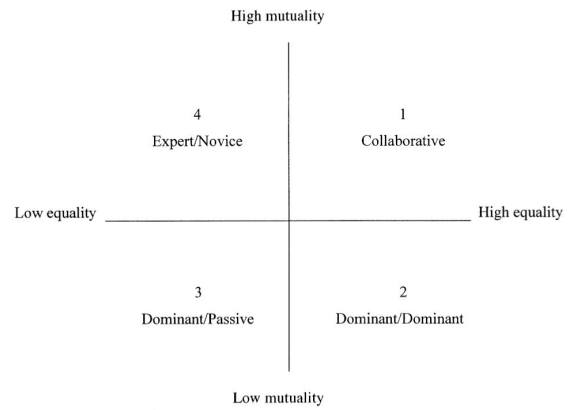 High mutuality
4
1
Expert/Novice
Collaborative
Low equality
High equality
3
2
Dominant/Passive
Dominant/Dominant
Low mutuality